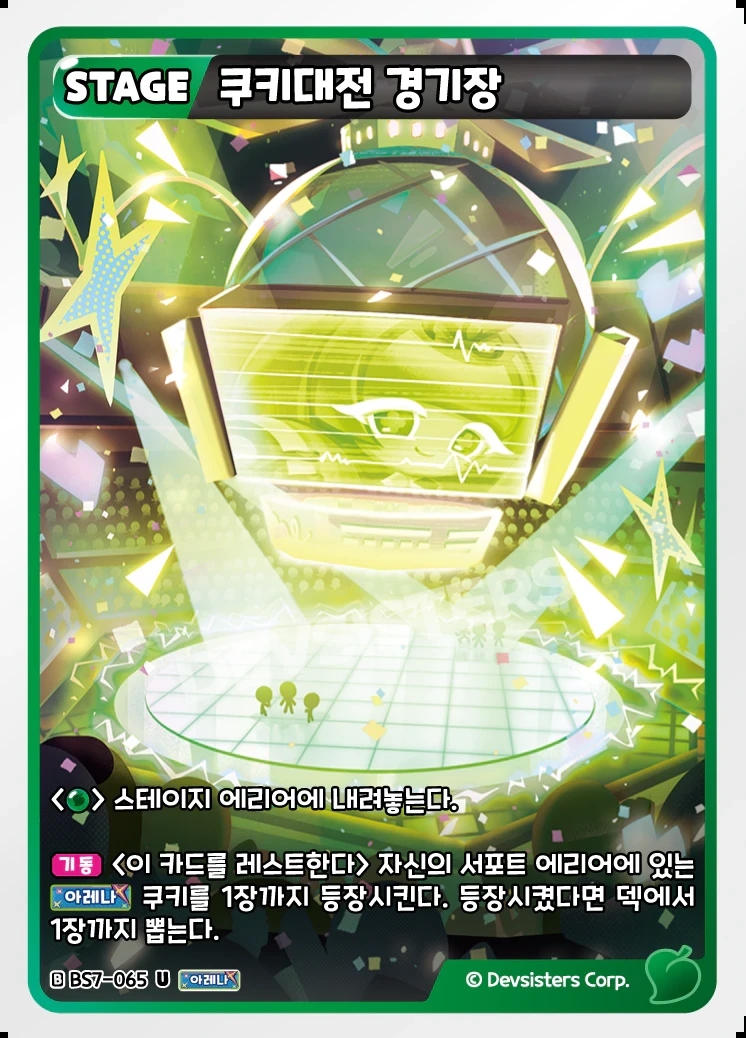 STAGE 쿠키대전 경기장
DEVSISTERS
< > 스테이지 에리어에 내려놓는다.
기동 <이 카드를 레스트한다> 자신의 서포트 에리어에 있는
아레나 쿠키를 1장까지 등장시킨다. 등장시켰다면 덱에서
1장까지 뽑는다.
B BS7-065 U 아레나 © Devsisters Corp.